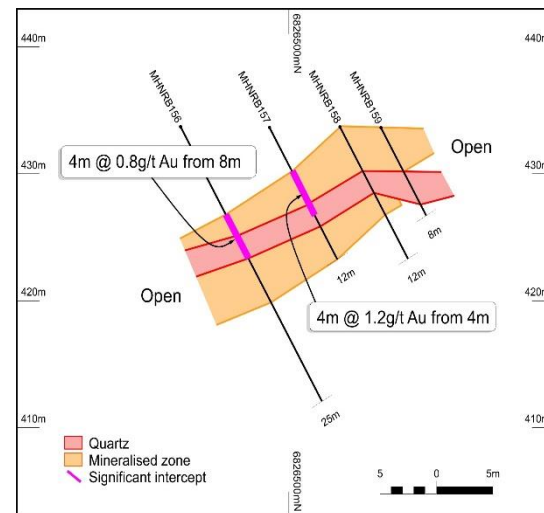 440m
6826500mN
440m
MHNRB156
MHNRB157
MHNRB158
MHNRB159
4m @ 0.8g/t Au from 8m
Open
430m
430m
8m
12m
12m
Open
4m @ 1.2g/t Au from 4m
420m
420m
25m
410m
410m
Quartz
Mineralised zone
Significant intercept
6826500mN
5 0 5m